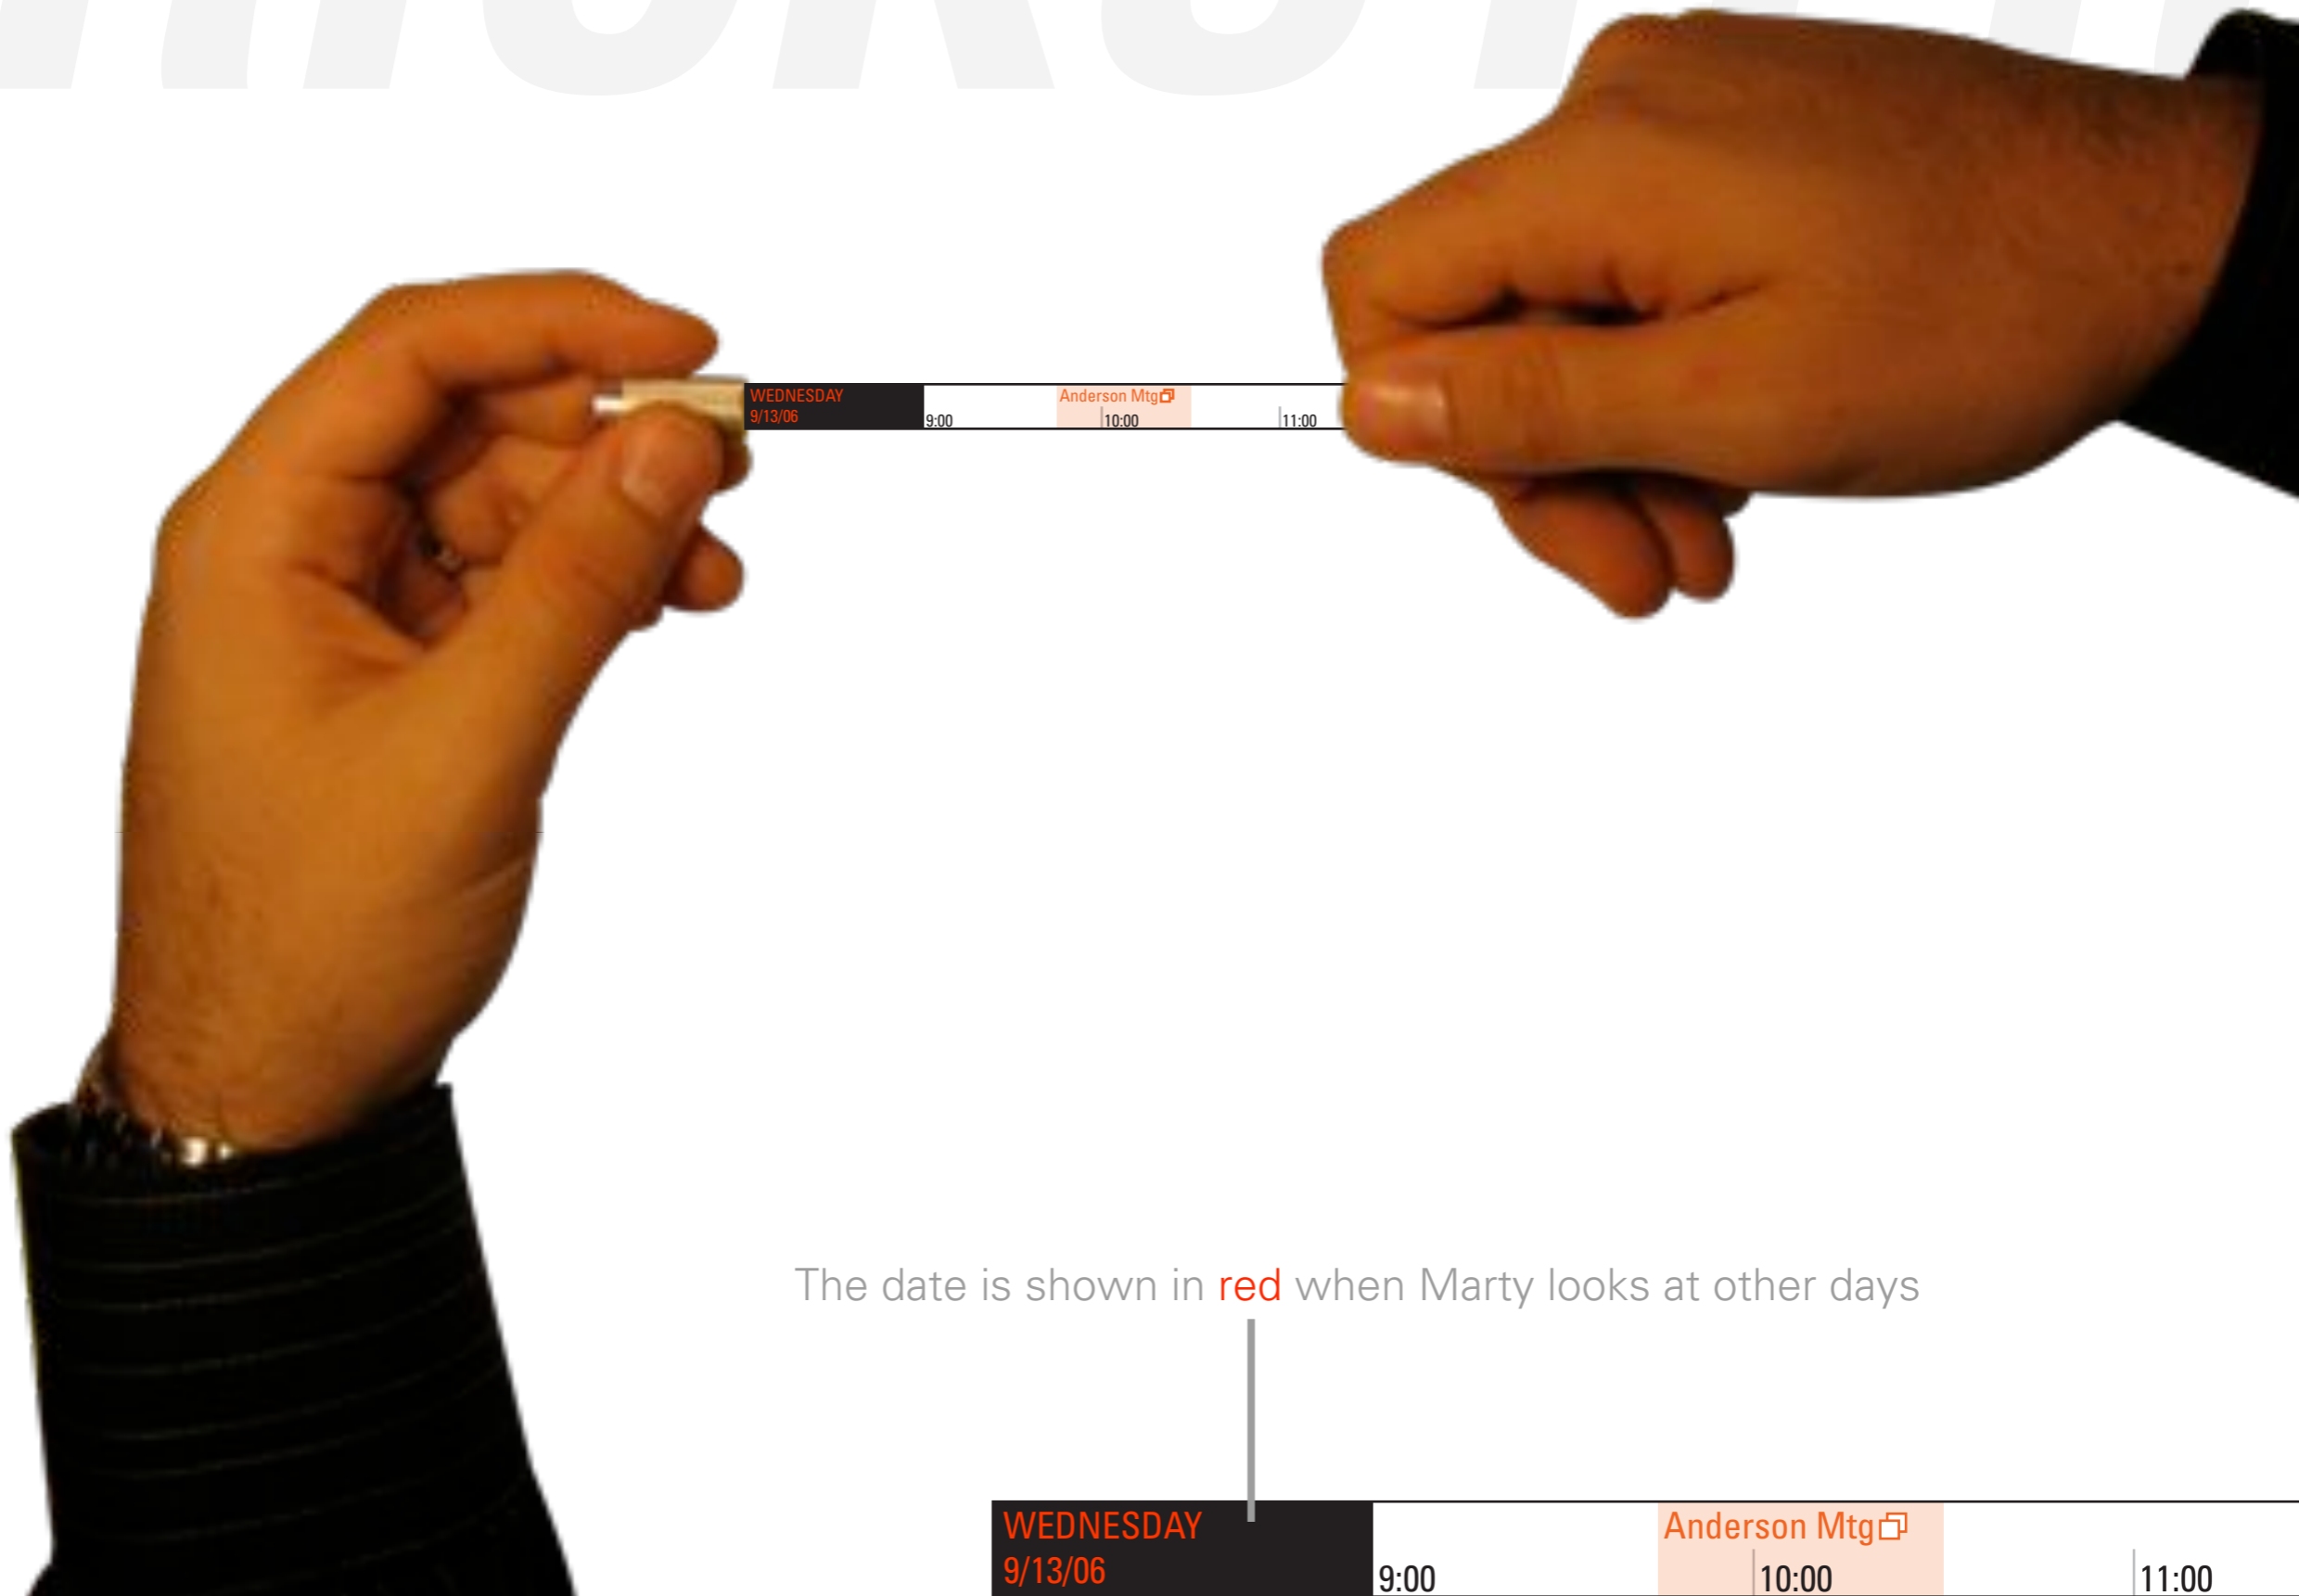 WEDNESDAY
9/13/06
9:00
Anderson Mtg
10:00
11:00
The date is shown in red when Marty looks at other days
WEDNESDAY
9/13/06
9:00
Anderson Mtg
10:00
11:00